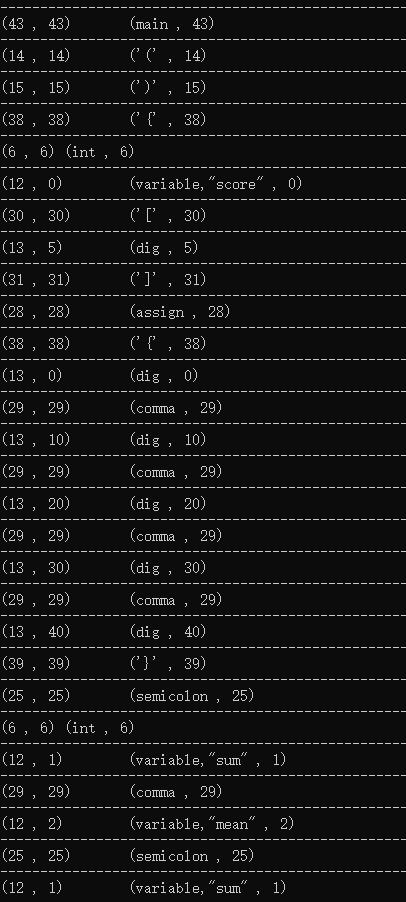 (43 , 43) (main , 43)
(14 , 14) ('(' , 14)
(15 , 15) (')' , 15)
(38 , 38) ('{' , 38)
(6 , 6) (int , 6)
(12 , 0) (variable,"score" , 0)
(30 , 30) ('[' , 30)
(13 , 5) (dig , 5)
(31 , 31) (']' , 31)
(28 , 28) (assign , 28)
(38 , 38) ('{' , 38)
(13 , 0) (dig , 0)
(29 , 29) (comma , 29)
(13 , 10) (dig , 10)
(29 , 29) (comma , 29)
(13 , 20) (dig , 20)
(29 , 29) (comma , 29)
(13 , 30) (dig , 30)
(29 , 29) (comma , 29)
(13 , 40) (dig , 40)
(39 , 39) ('}' , 39)
(25 , 25) (semicolon , 25)
(6 , 6) (int , 6)
(12 , 1) (variable,"sum" , 1)
(29 , 29) (comma , 29)
(12 , 2) (variable,"mean" , 2)
(25 , 25) (semicolon , 25)
(12 , 1) (variable,"sum" , 1)